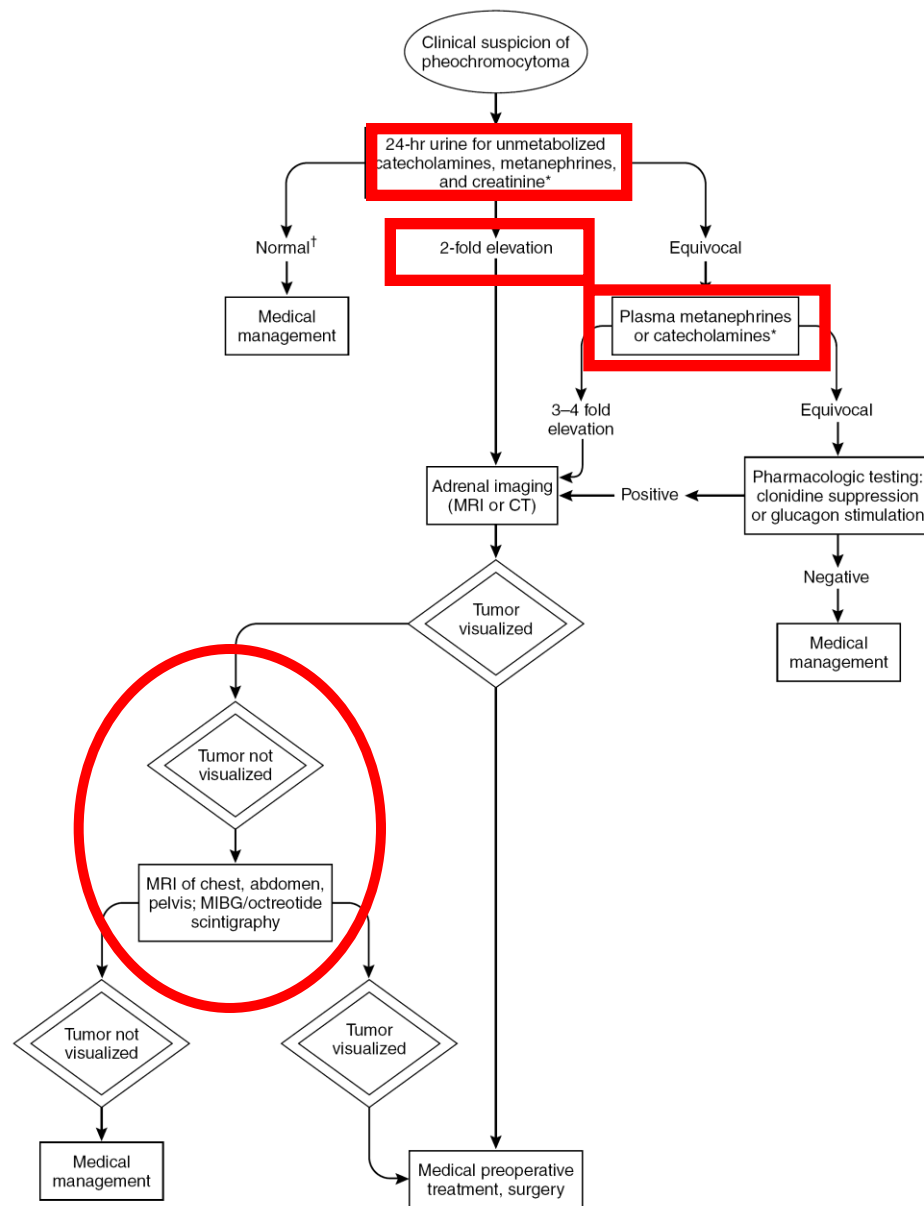 Clinical suspicion of
pheochromocytoma
24-hr urine for unmetabolized
catecholamines, metanephrines,
and creatinine*
Normal†
2-fold elevation
Equivocal
Medical
management
Plasma metanephrines
or catecholamines*
3–4 fold
elevation
Equivocal
Adrenal imaging
(MRI or CT)
Positive
Pharmacologic testing:
clonidine suppression
or glucagon stimulation
Negative
Tumor
visualized
Medical
management
Tumor not
visualized
MRI of chest, abdomen,
pelvis; MIBG/octreotide
scintigraphy
Tumor not
visualized
Tumor
visualized
Medical
management
Medical preoperative
treatment, surgery